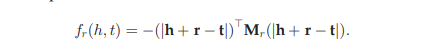 f_r(h, t) = −(|h + r − t|)^⊤ M_r(|h + r − t|).